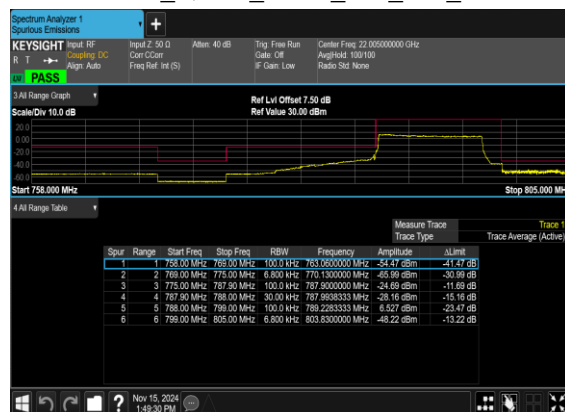 Spectrum Analyzer 1
Spurious Emissions
KEYSIGHT Input: RF Input Z: 50 Ω Atten: 40 dB Trig: Free Run Center Freq: 22.005000000 GHz
R T Coupling: DC Corr CCorr Gate: Off Avg|Hold: 100/100
Align: Auto Freq Ref: Int (S) IF Gain: Low Radio Std: None
PASS
3 All Range Graph
Ref Lvl Offset 7.50 dB
Scale/Div 10.0 dB Ref Value 30.00 dBm
20.0
0.00
-20.0
-40.0
-60.0
Start 758.000 MHz Stop 805.000 MH
4 All Range Table
Measure Trace Trace 1
Trace Type Trace Average (Active)
Spur Range Start Freq Stop Freq RBW Frequency Amplitude ΔLimit
1 1 758.00 MHz 769.00 MHz 100.0 kHz 763.0600000 MHz -54.47 dBm -41.47 dB
2 2 769.00 MHz 775.00 MHz 6.800 kHz 770.1300000 MHz -65.99 dBm -30.99 dB
3 3 775.00 MHz 787.90 MHz 100.0 kHz 787.9000000 MHz -24.69 dBm -11.69 dB
4 4 787.90 MHz 788.00 MHz 30.00 kHz 787.9938333 MHz -28.16 dBm -15.16 dB
5 5 788.00 MHz 799.00 MHz 100.0 kHz 789.2283333 MHz 6.527 dBm -23.47 dB
6 6 799.00 MHz 805.00 MHz 6.800 kHz 803.8300000 MHz -48.22 dBm -13.22 dB
Nov 15, 2024
1:49:30 PM